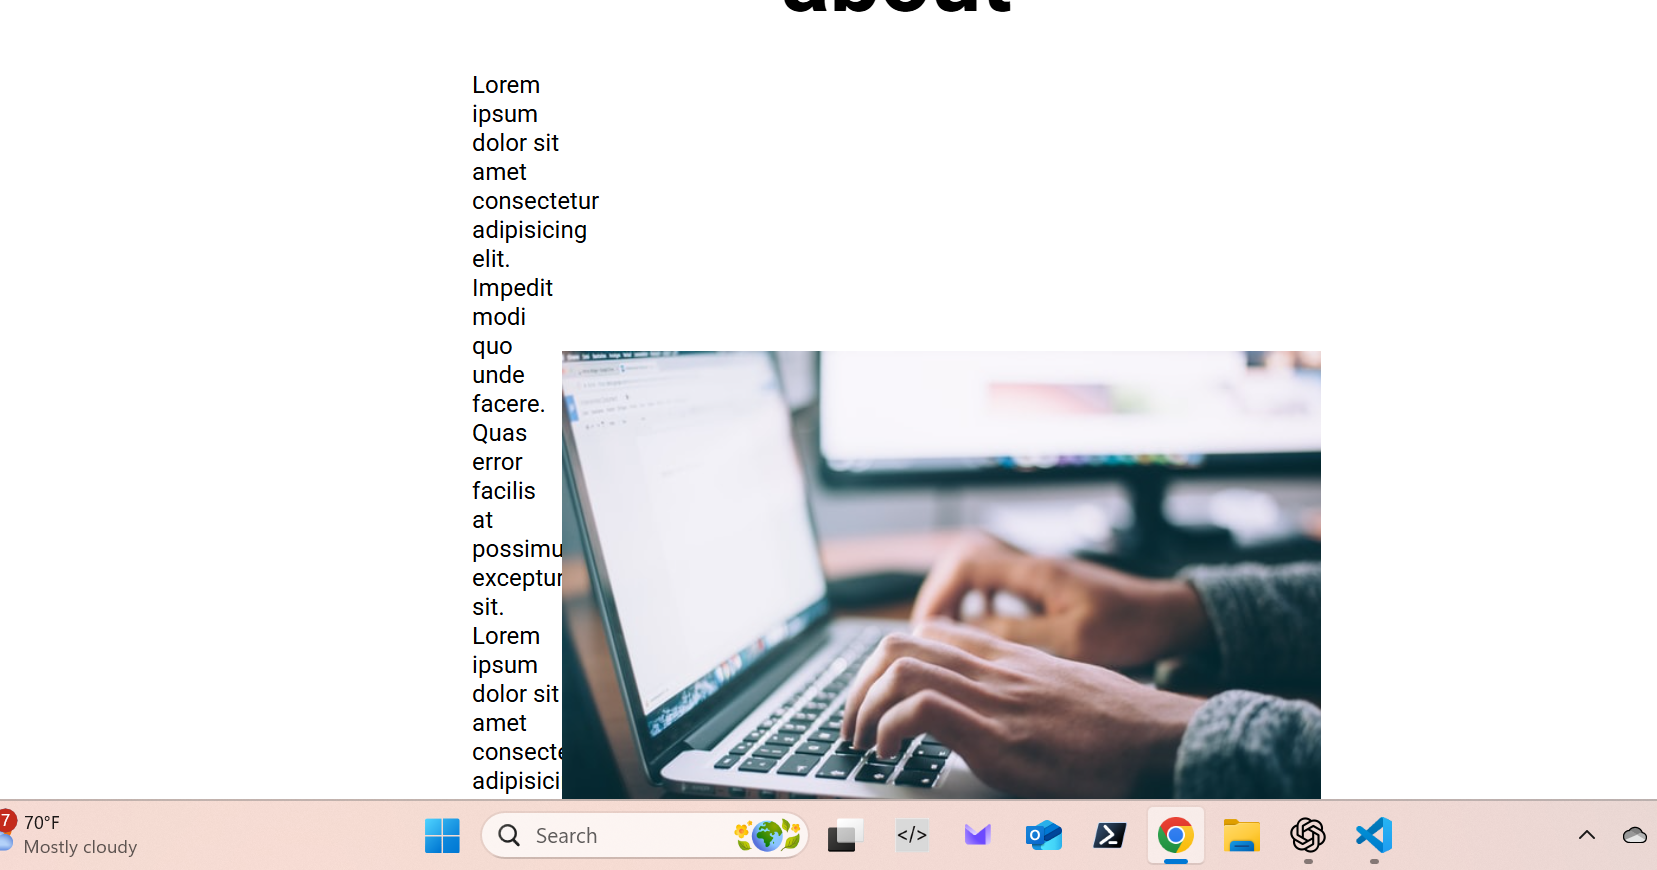 about
Lorem
ipsum
dolor sit
amet
consectetur
adipisicing
elit.
Impedit
modi
quo
unde
facere.
Quas
error
facilis
at
possimu
exceptur
sit.
Lorem
ipsum
dolor sit
amet
consecte
adipisici
7
70°F
Mostly cloudy
Search
</>